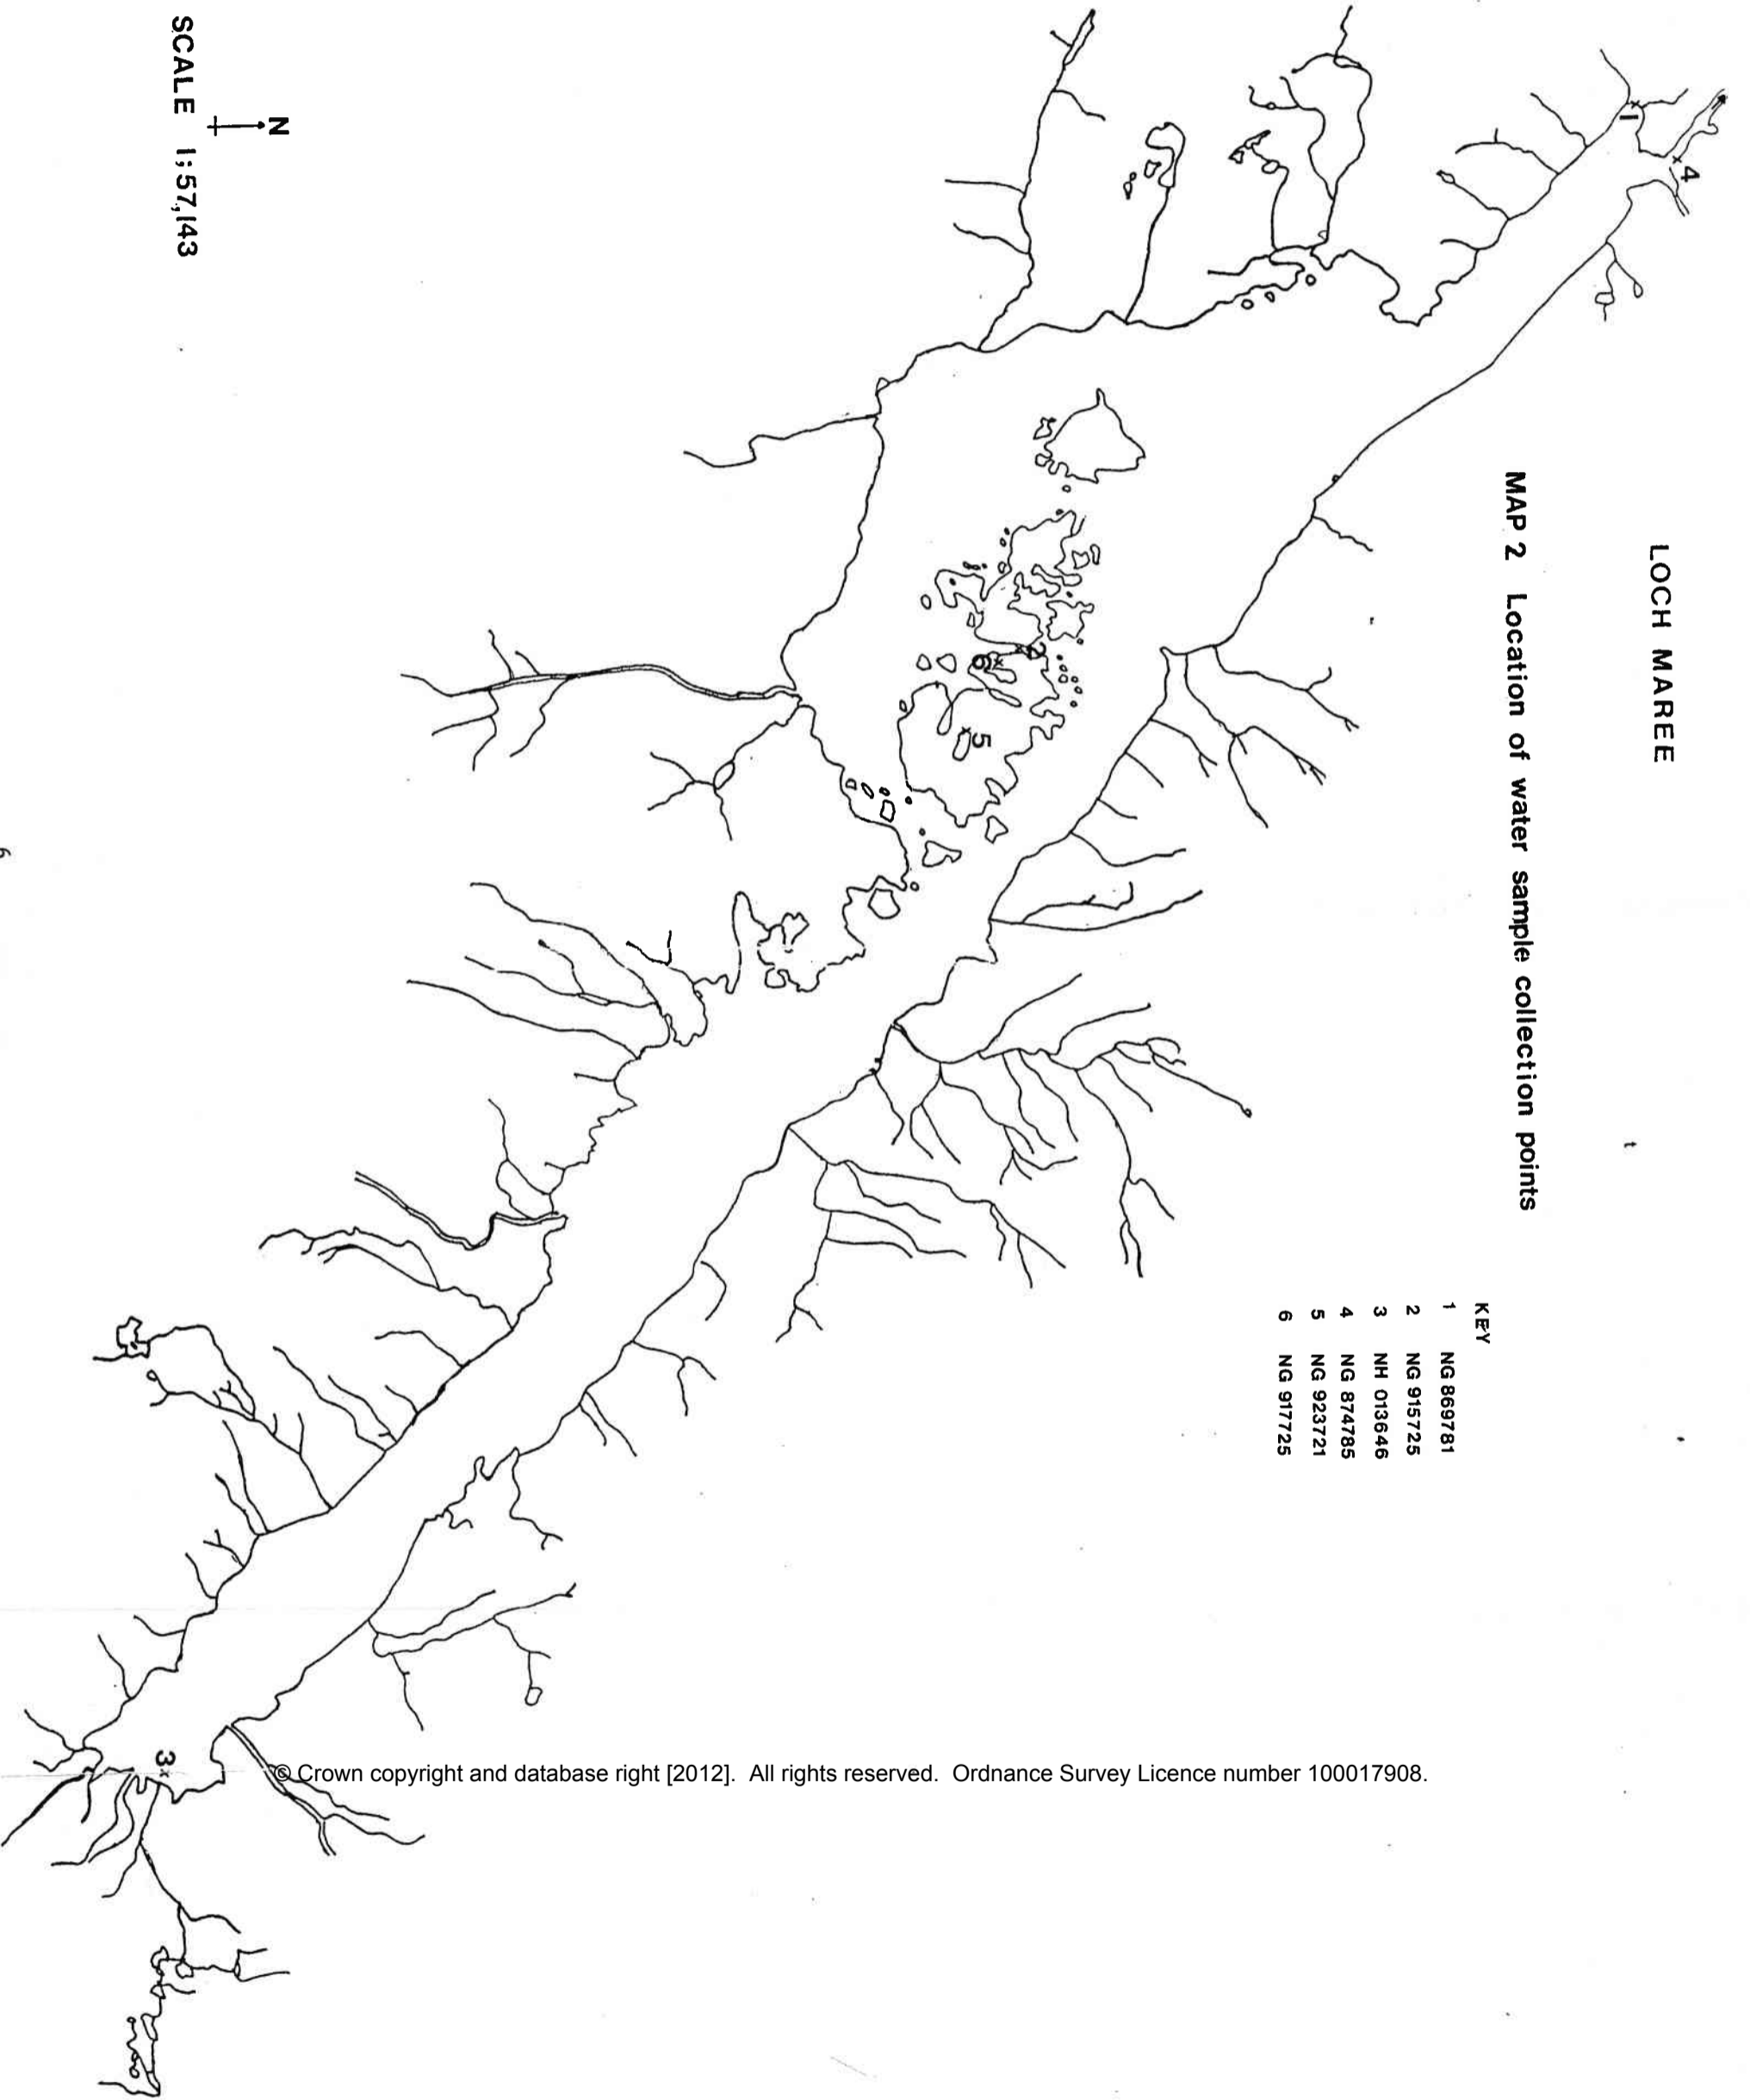 LOCH MAREE
MAP 2 Location of water sample collection points
KEY
1 NG 869781
2 NG 915725
3 NH 013646
4 NG 874785
5 NG 923721
6 NG 917725
1
4
2
6
5
3
N
SCALE 1:57,143
© Crown copyright and database right [2012]. All rights reserved. Ordnance Survey Licence number 100017908.
6